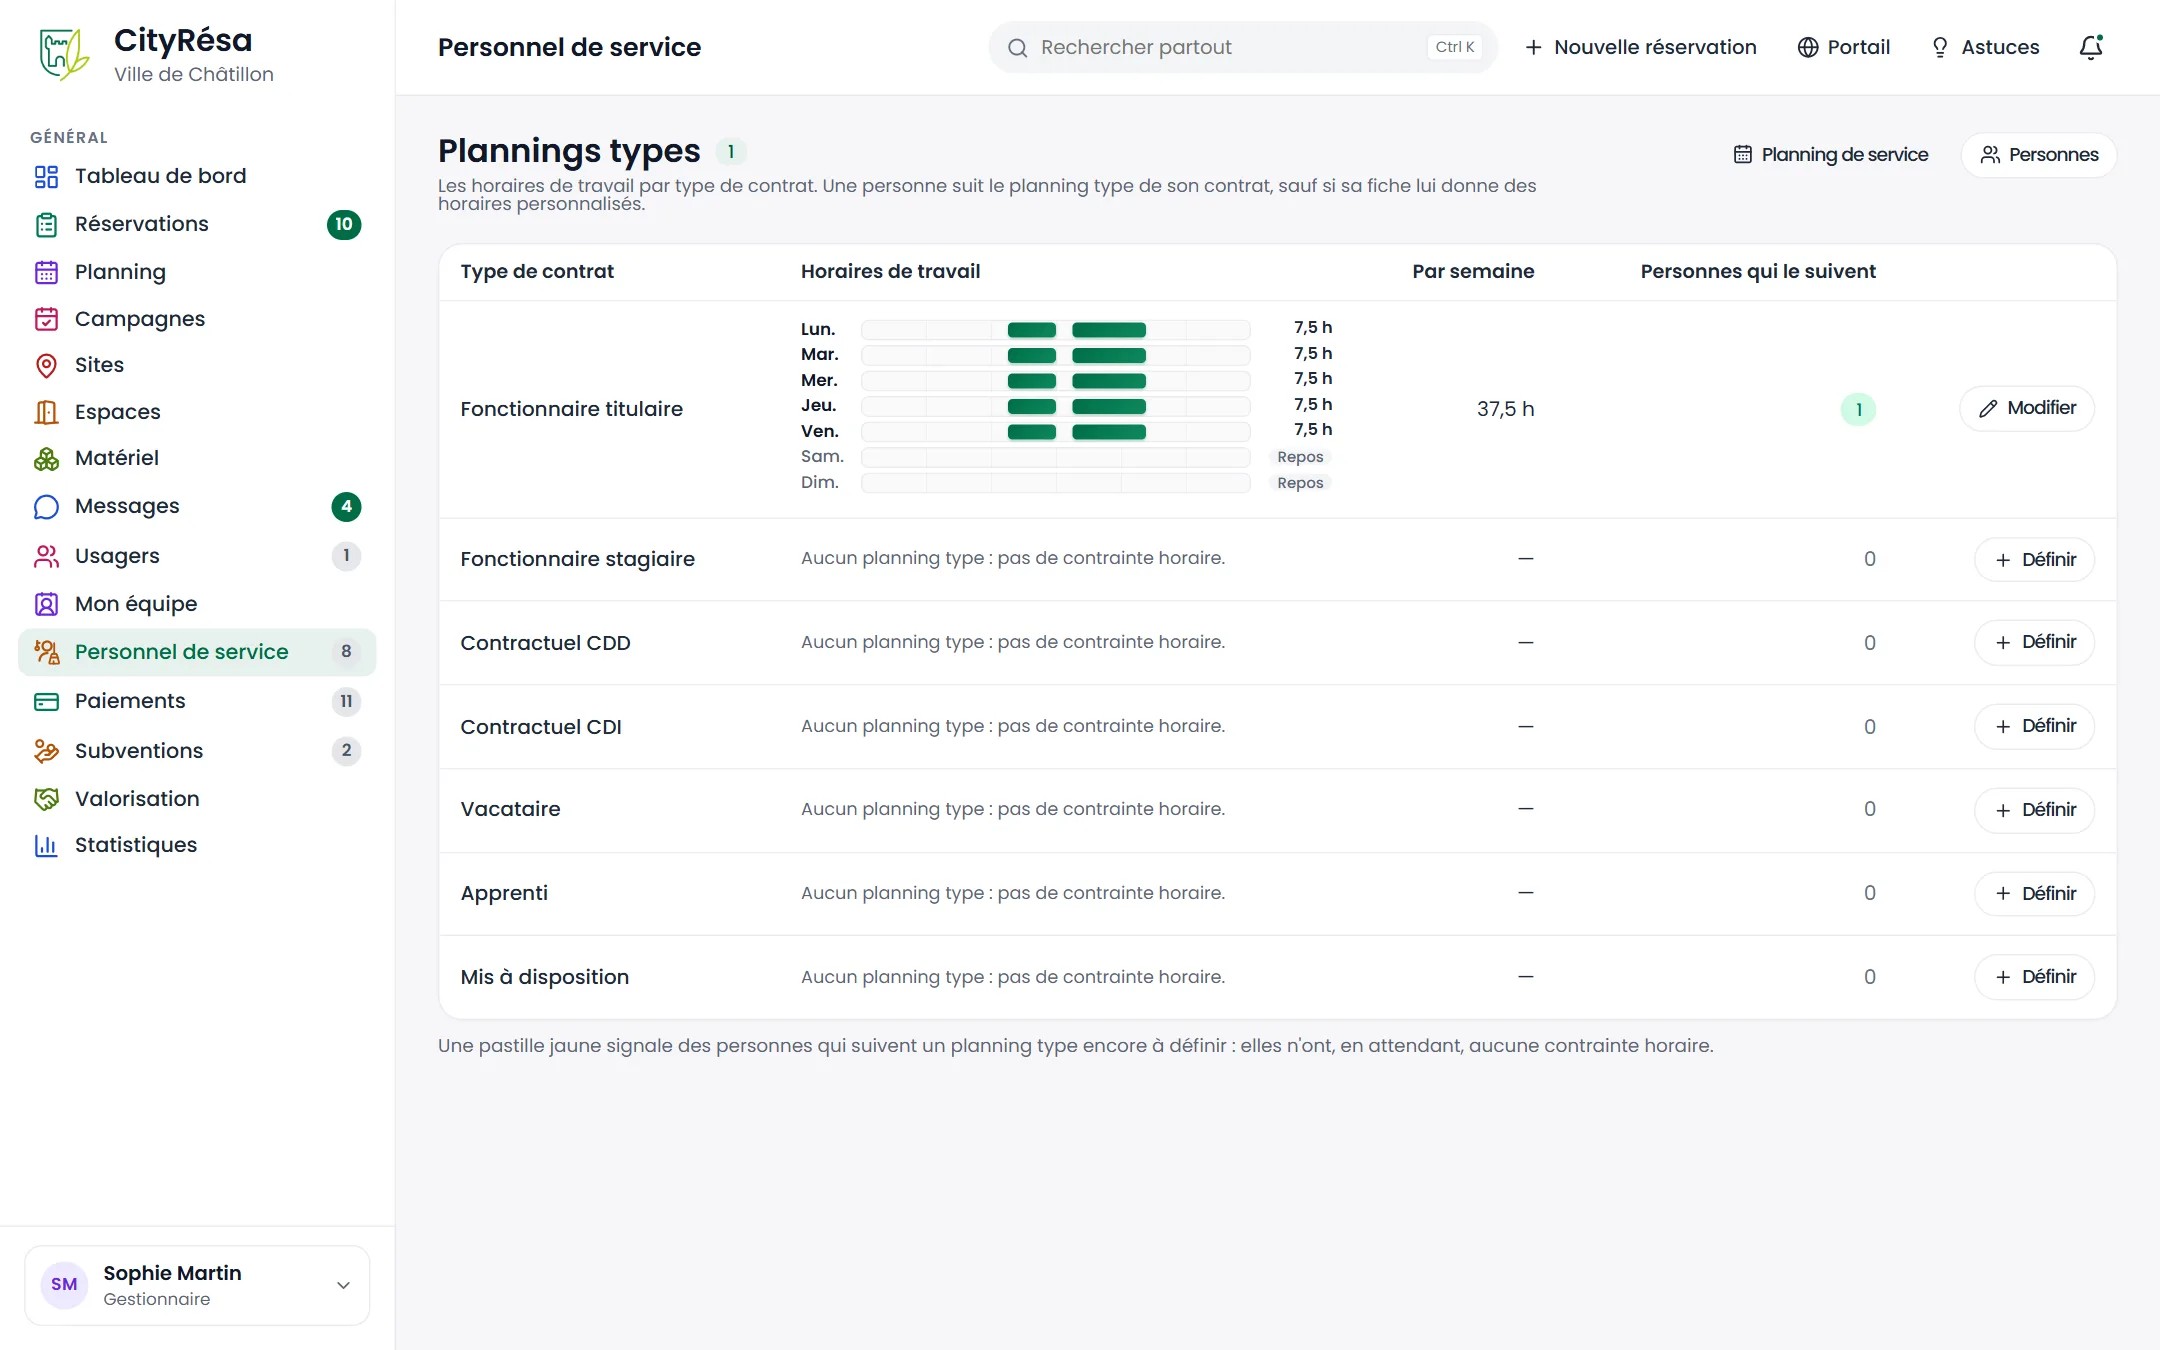 CityRésa
Ville de Châtillon
GÉNÉRAL
Tableau de bord
Réservations 10
Planning
Campagnes
Sites
Espaces
Matériel
Messages 4
Usagers 1
Mon équipe
Personnel de service 8
Paiements 11
Subventions 2
Valorisation
Statistiques
SM
Sophie Martin
Gestionnaire
Personnel de service
Rechercher partout Ctrl K
Nouvelle réservation
Portail
Astuces
Plannings types 1
Les horaires de travail par type de contrat. Une personne suit le planning type de son contrat, sauf si sa fiche lui donne des
horaires personnalisés.
Planning de service
Personnes
Type de contrat Horaires de travail Par semaine Personnes qui le suivent
Fonctionnaire titulaire
Lun. 7,5 h
Mar. 7,5 h
Mer. 7,5 h
Jeu. 7,5 h
Ven. 7,5 h
Sam. Repos
Dim. Repos
37,5 h
1
Modifier
Fonctionnaire stagiaire Aucun planning type : pas de contrainte horaire. — 0 + Définir
Contractuel CDD Aucun planning type : pas de contrainte horaire. — 0 + Définir
Contractuel CDI Aucun planning type : pas de contrainte horaire. — 0 + Définir
Vacataire Aucun planning type : pas de contrainte horaire. — 0 + Définir
Apprenti Aucun planning type : pas de contrainte horaire. — 0 + Définir
Mis à disposition Aucun planning type : pas de contrainte horaire. — 0 + Définir
Une pastille jaune signale des personnes qui suivent un planning type encore à définir : elles n'ont, en attendant, aucune contrainte horaire.